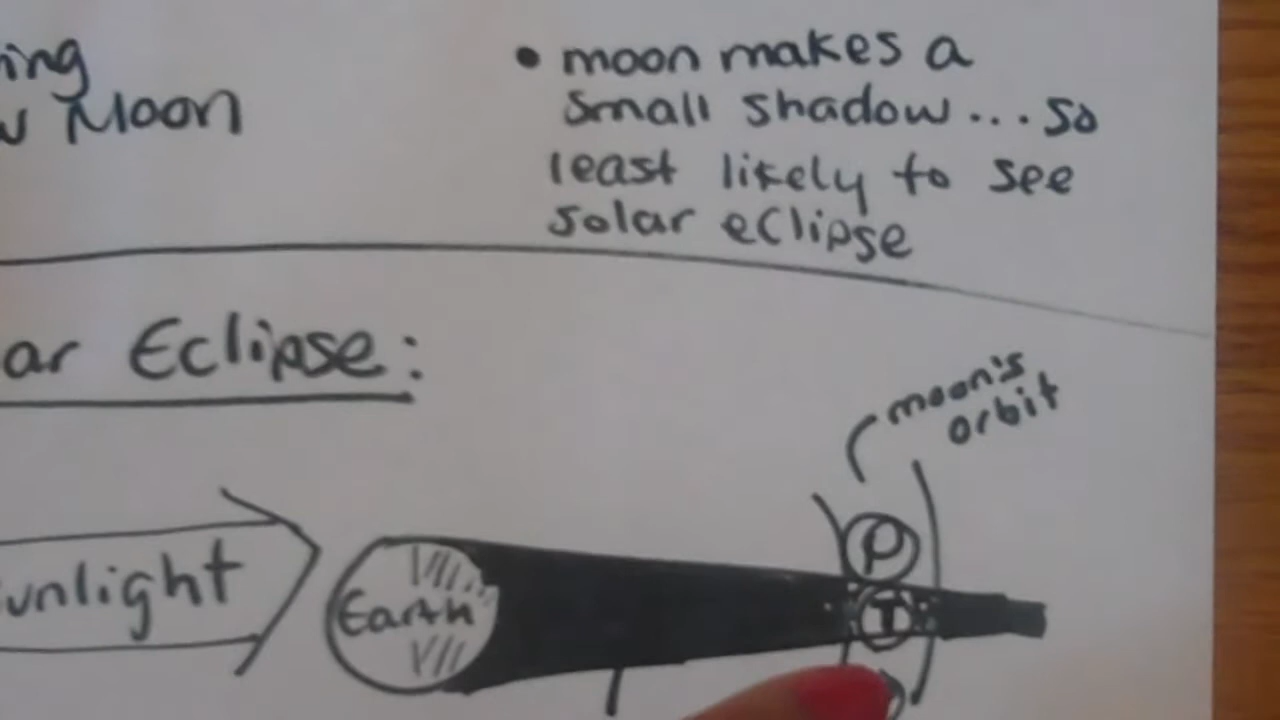 ing
Moon
• moon makes a
small shadow...so
least likely to see
solar eclipse
ar Eclipse:
moon's
orbit
unlight
Earth
P
T